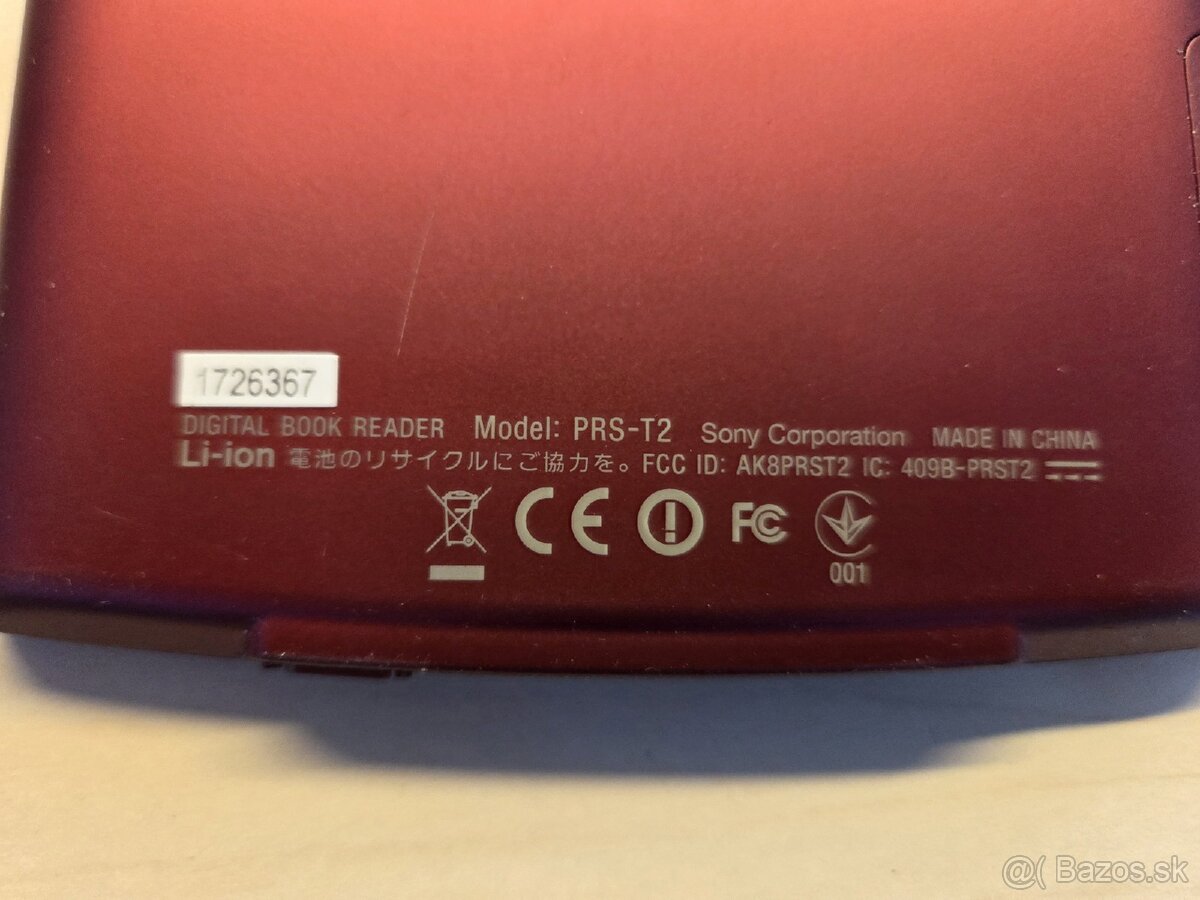 1726367
DIGITAL BOOK READER Model: PRS-T2 Sony Corporation MADE IN CHINA
Li-ion 電池のリサイクルにご協力を。 FCC ID: AK8PRST2 IC: 409B-PRST2
CE FC
001
@( Bazos.sk